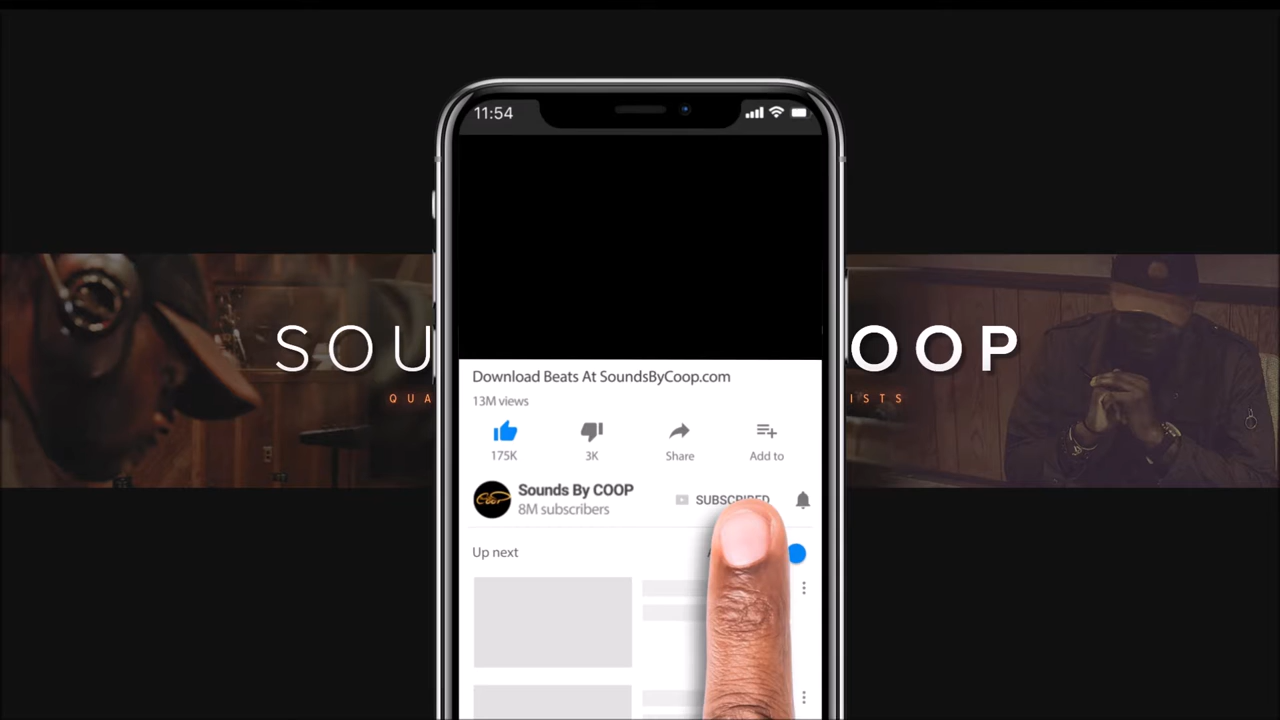 11:54
SOU OOP
QUA ISTS
Download Beats At SoundsByCoop.com
13M views
175K
3K
Share
Add to
Coop
Sounds By COOP
8M subscribers
SUBSCRIBED
Up next